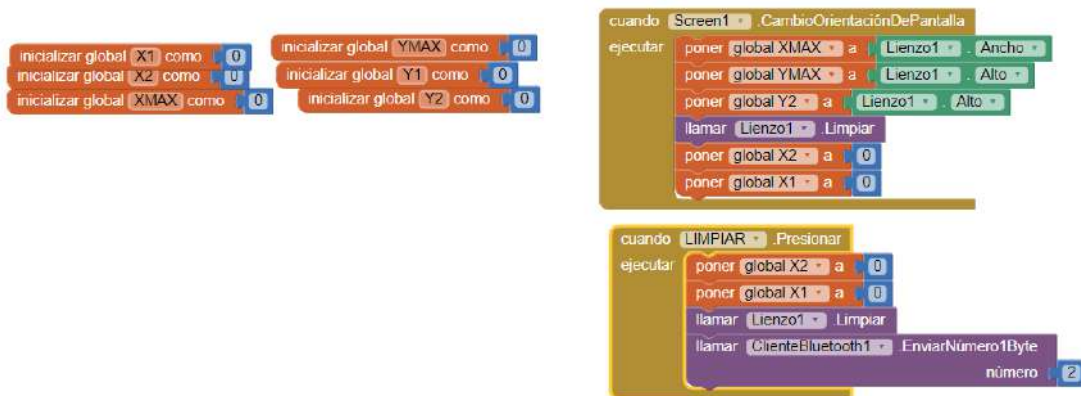 inicializar global X1 como 0
inicializar global X2 como 0
inicializar global XMAX como 0
inicializar global YMAX como 0
inicializar global Y1 como 0
inicializar global Y2 como 0
cuando Screen1 .CambioOrientaciónDePantalla
ejecutar poner global XMAX a Lienzo1 . Ancho
poner global YMAX a Lienzo1 . Alto
poner global Y2 a Lienzo1 . Alto
llamar Lienzo1 .Limpiar
poner global X2 a 0
poner global X1 a 0
cuando LIMPIAR .Presionar
ejecutar poner global X2 a 0
poner global X1 a 0
llamar Lienzo1 .Limpiar
llamar ClienteBluetooth1 .EnviarNúmero1Byte
número 2